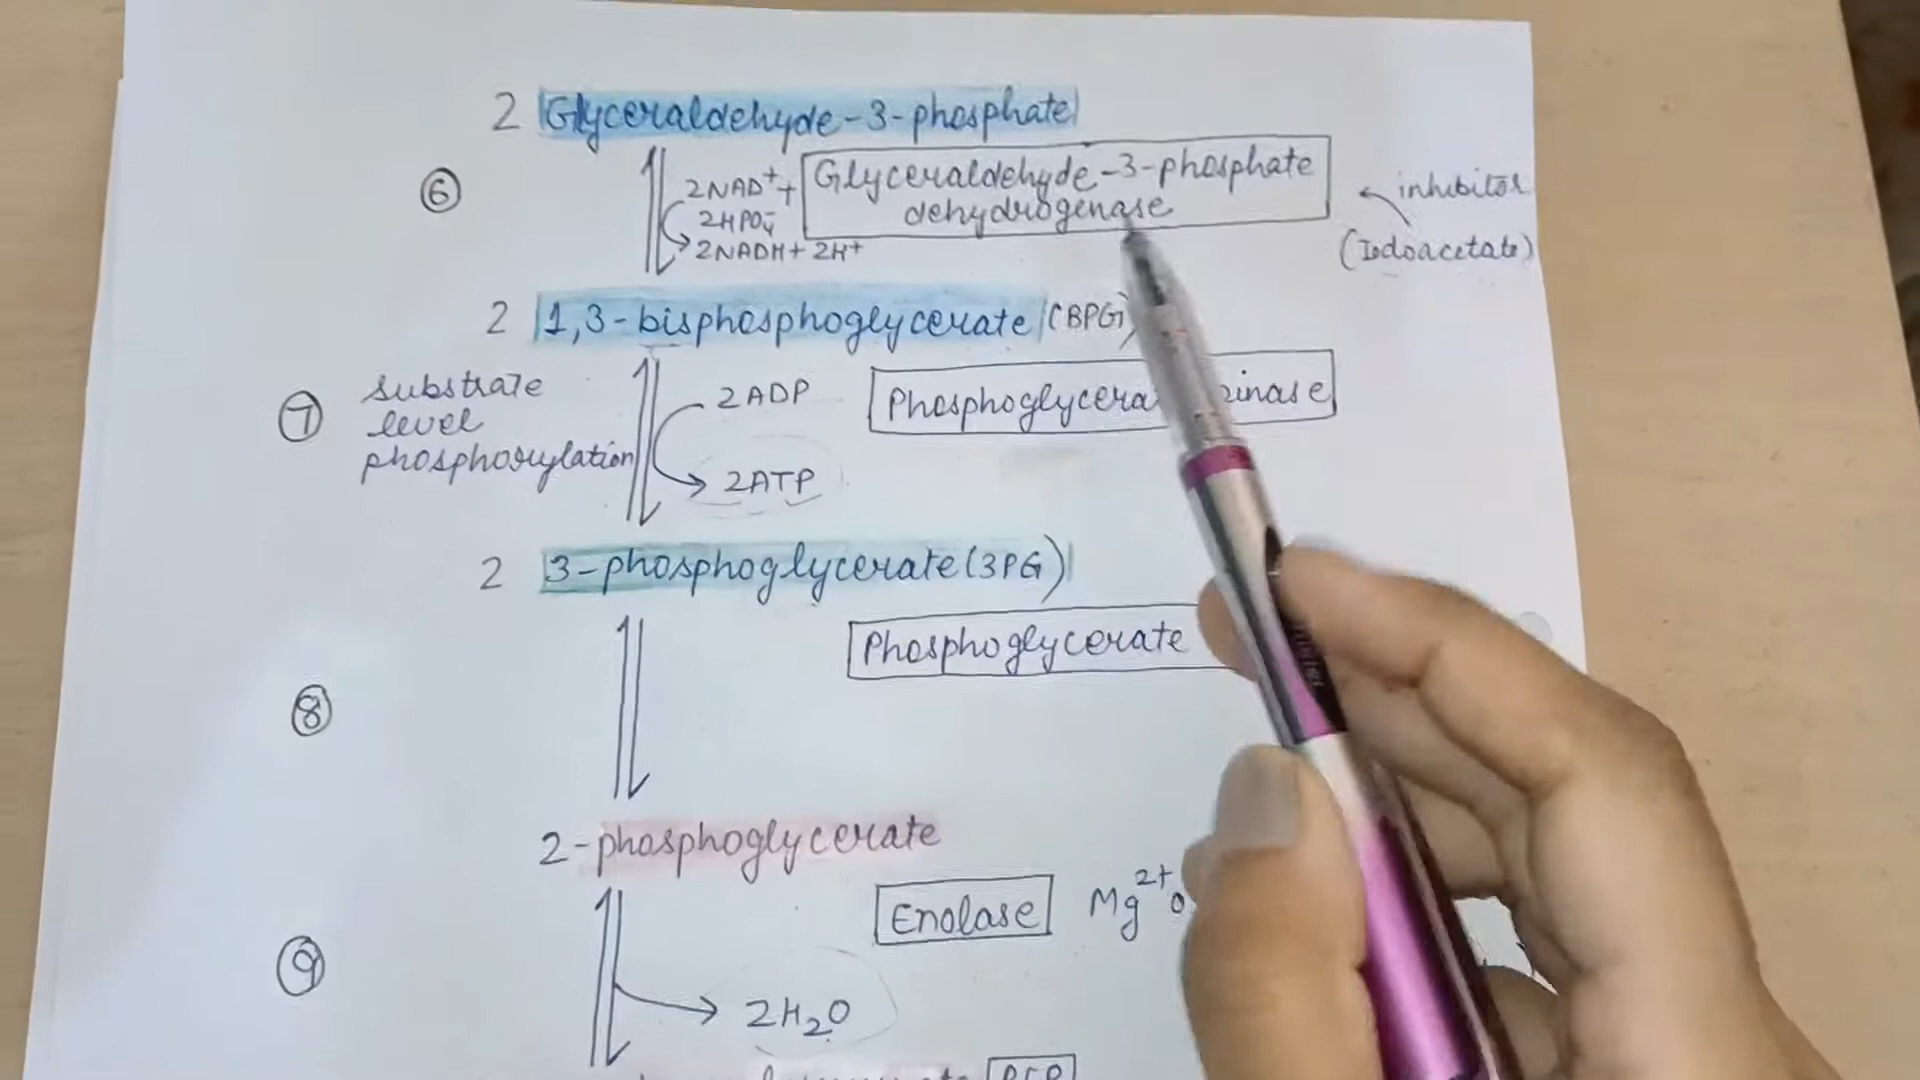 2 Glyceraldehyde-3-phosphate
6
2NAD+ +
2HPO4-
2NADH + 2H+
Glyceraldehyde-3-phosphate
dehydrogenase
inhibitor
(Iodoacetate)
2 1,3-bisphosphoglycerate (BPG)
7
substrate
level
phosphorylation
2ADP
2ATP
2 3-phosphoglycerate (3PG)
8
Phosphoglycerate
2-phosphoglycerate
9
Enolase
Mg2+
2H2O